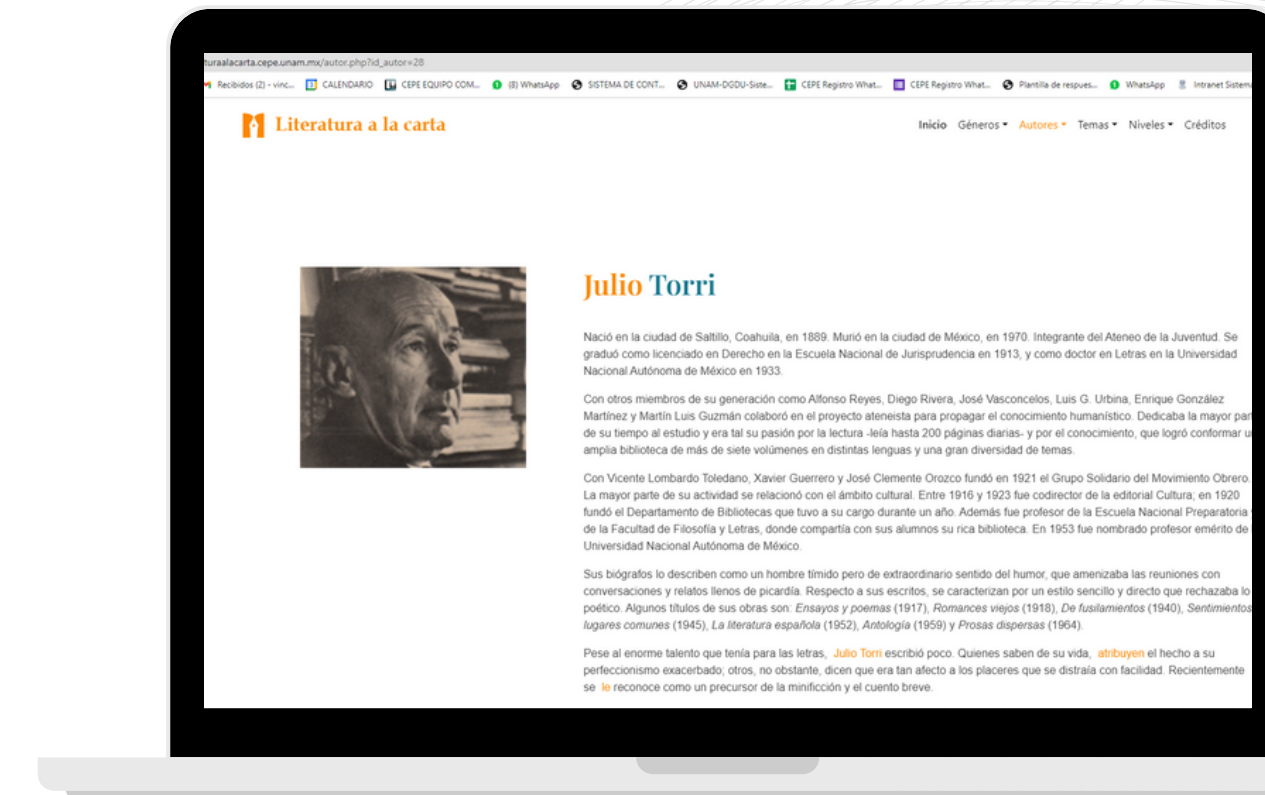 turaalacarta.cepe.unam.mx/autor.php?id_autor=28
Recibidos (2) - vinc... CALENDARIO CEPE EQUIPO COM... (8) WhatsApp SISTEMA DE CONT... UNAM-DGDU-Siste... CEPE Registro What... CEPE Registro What... Plantilla de respues... WhatsApp Intranet Sistema
Literatura a la carta
Inicio Géneros Autores Temas Niveles Créditos
Julio Torri
Nació en la ciudad de Saltillo, Coahuila, en 1889. Murió en la ciudad de México, en 1970. Integrante del Ateneo de la Juventud. Se
graduó como licenciado en Derecho en la Escuela Nacional de Jurisprudencia en 1913, y como doctor en Letras en la Universidad
Nacional Autónoma de México en 1933.
Con otros miembros de su generación como Alfonso Reyes, Diego Rivera, José Vasconcelos, Luis G. Urbina, Enrique González
Martínez y Martín Luis Guzmán colaboró en el proyecto ateneista para propagar el conocimiento humanístico. Dedicaba la mayor par
de su tiempo al estudio y era tal su pasión por la lectura -leía hasta 200 páginas diarias- y por el conocimiento, que logró conformar u
amplia biblioteca de más de siete volúmenes en distintas lenguas y una gran diversidad de temas.
Con Vicente Lombardo Toledano, Xavier Guerrero y José Clemente Orozco fundó en 1921 el Grupo Solidario del Movimiento Obrero.
La mayor parte de su actividad se relacionó con el ámbito cultural. Entre 1916 y 1923 fue codirector de la editorial Cultura; en 1920
fundó el Departamento de Bibliotecas que tuvo a su cargo durante un año. Además fue profesor de la Escuela Nacional Preparatoria
de la Facultad de Filosofía y Letras, donde compartía con sus alumnos su rica biblioteca. En 1953 fue nombrado profesor emérito de
Universidad Nacional Autónoma de México.
Sus biógrafos lo describen como un hombre tímido pero de extraordinario sentido del humor, que amenizaba las reuniones con
conversaciones y relatos llenos de picardía. Respecto a sus escritos, se caracterizan por un estilo sencillo y directo que rechazaba lo
poético. Algunos títulos de sus obras son: Ensayos y poemas (1917), Romances viejos (1918), De fusilamientos (1940), Sentimientos
lugares comunes (1945), La literatura española (1952), Antología (1959) y Prosas dispersas (1964).
Pese al enorme talento que tenía para las letras, Julio Torri escribió poco. Quienes saben de su vida, atribuyen el hecho a su
perfeccionismo exacerbado; otros, no obstante, dicen que era tan afecto a los placeres que se distraía con facilidad. Recientemente
se le reconoce como un precursor de la minificción y el cuento breve.